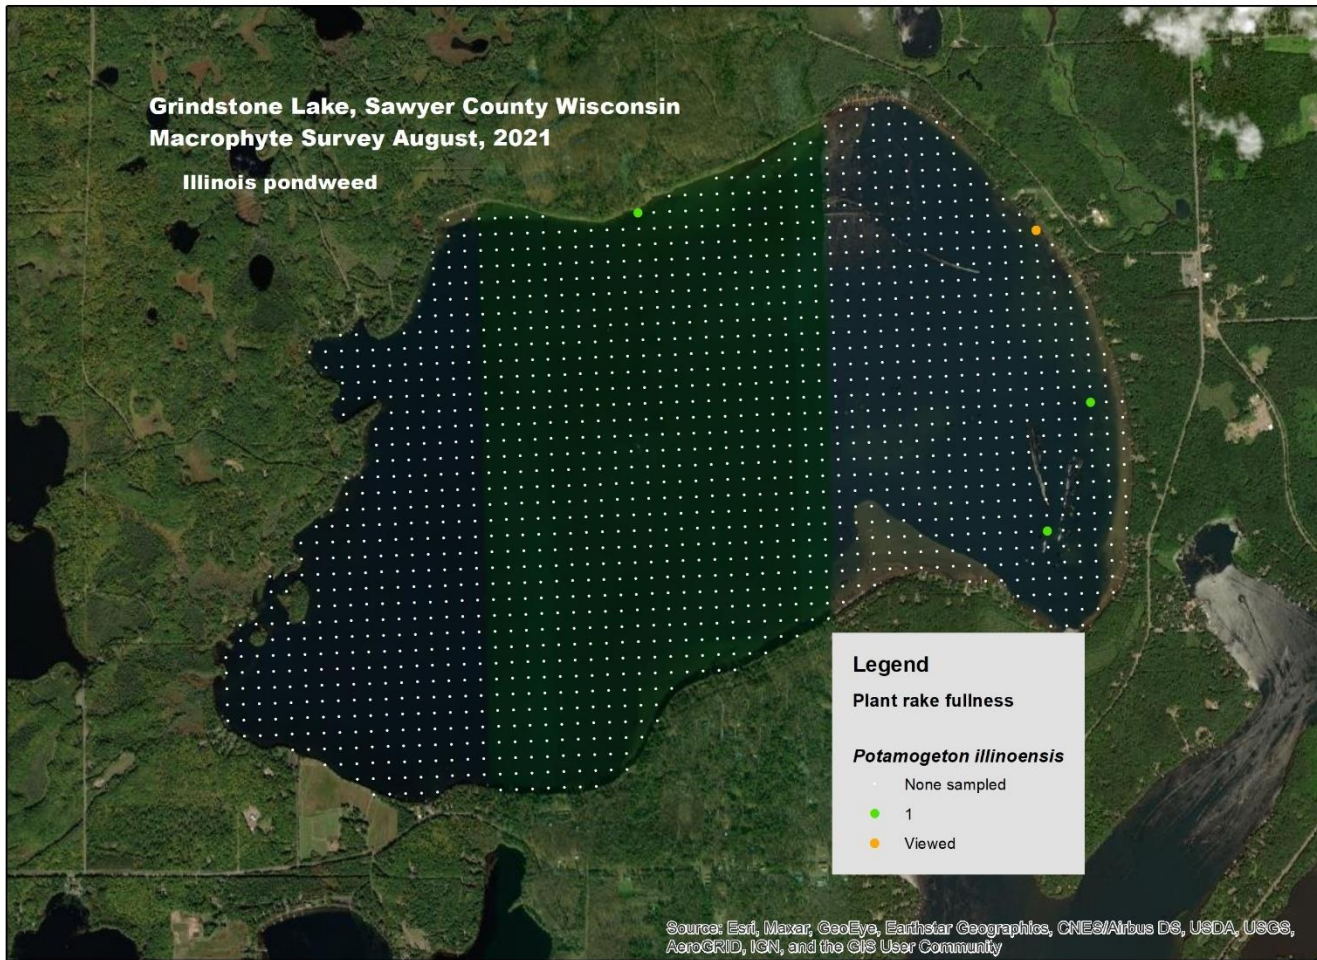 Grindstone Lake, Sawyer County Wisconsin
Macrophyte Survey August, 2021
Illinois pondweed
Legend
Plant rake fullness
Potamogeton illinoensis
None sampled
1
Viewed
Source: Esri, Maxar, GeoEye, Earthstar Geographics, CNES/Airbus DS, USDA, USGS,
AeroGRID, IGN, and the GIS User Community